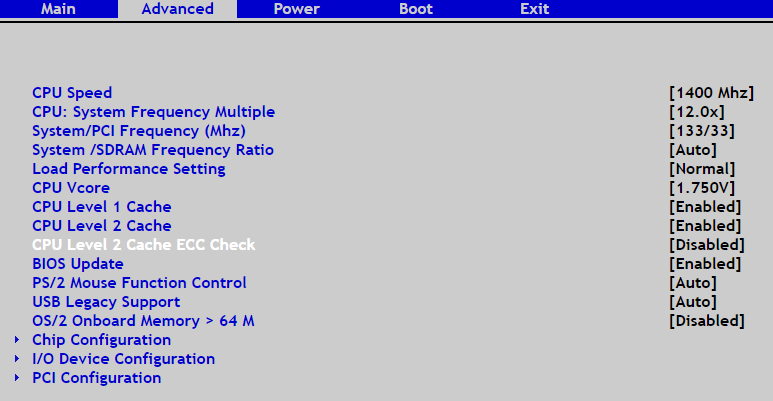 Main Advanced Power Boot Exit
CPU Speed [1400 Mhz]
CPU: System Frequency Multiple [12.0x]
System/PCI Frequency (Mhz) [133/33]
System /SDRAM Frequency Ratio [Auto]
Load Performance Setting [Normal]
CPU Vcore [1.750V]
CPU Level 1 Cache [Enabled]
CPU Level 2 Cache [Enabled]
CPU Level 2 Cache ECC Check [Disabled]
BIOS Update [Enabled]
PS/2 Mouse Function Control [Auto]
USB Legacy Support [Auto]
OS/2 Onboard Memory > 64 M [Disabled]
Chip Configuration
I/O Device Configuration
PCI Configuration